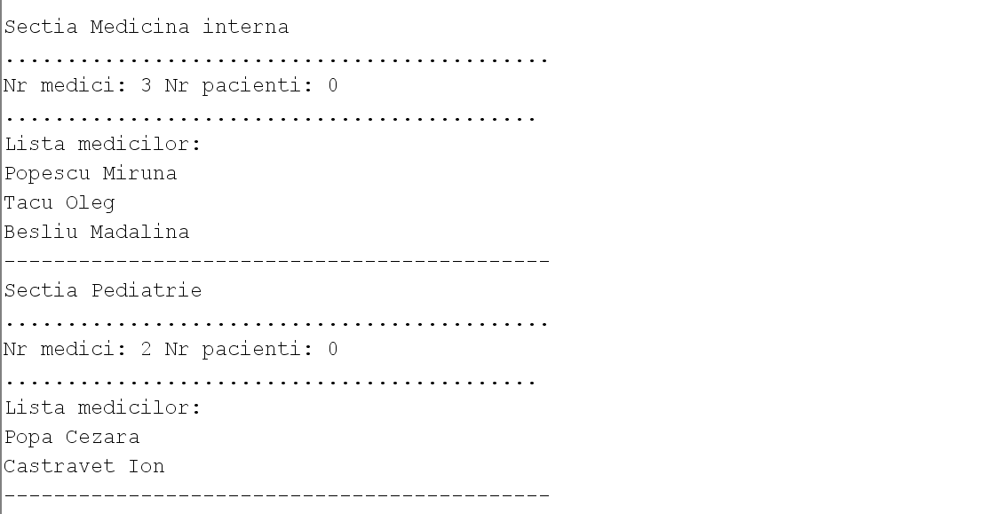 Sectia Medicina interna
............................................
Nr medici: 3 Nr pacienti: 0
...........................................
Lista medicilor:
Popescu Miruna
Tacu Oleg
Besliu Madalina
--------------------------------------------
Sectia Pediatrie
............................................
Nr medici: 2 Nr pacienti: 0
...........................................
Lista medicilor:
Popa Cezara
Castravet Ion
--------------------------------------------